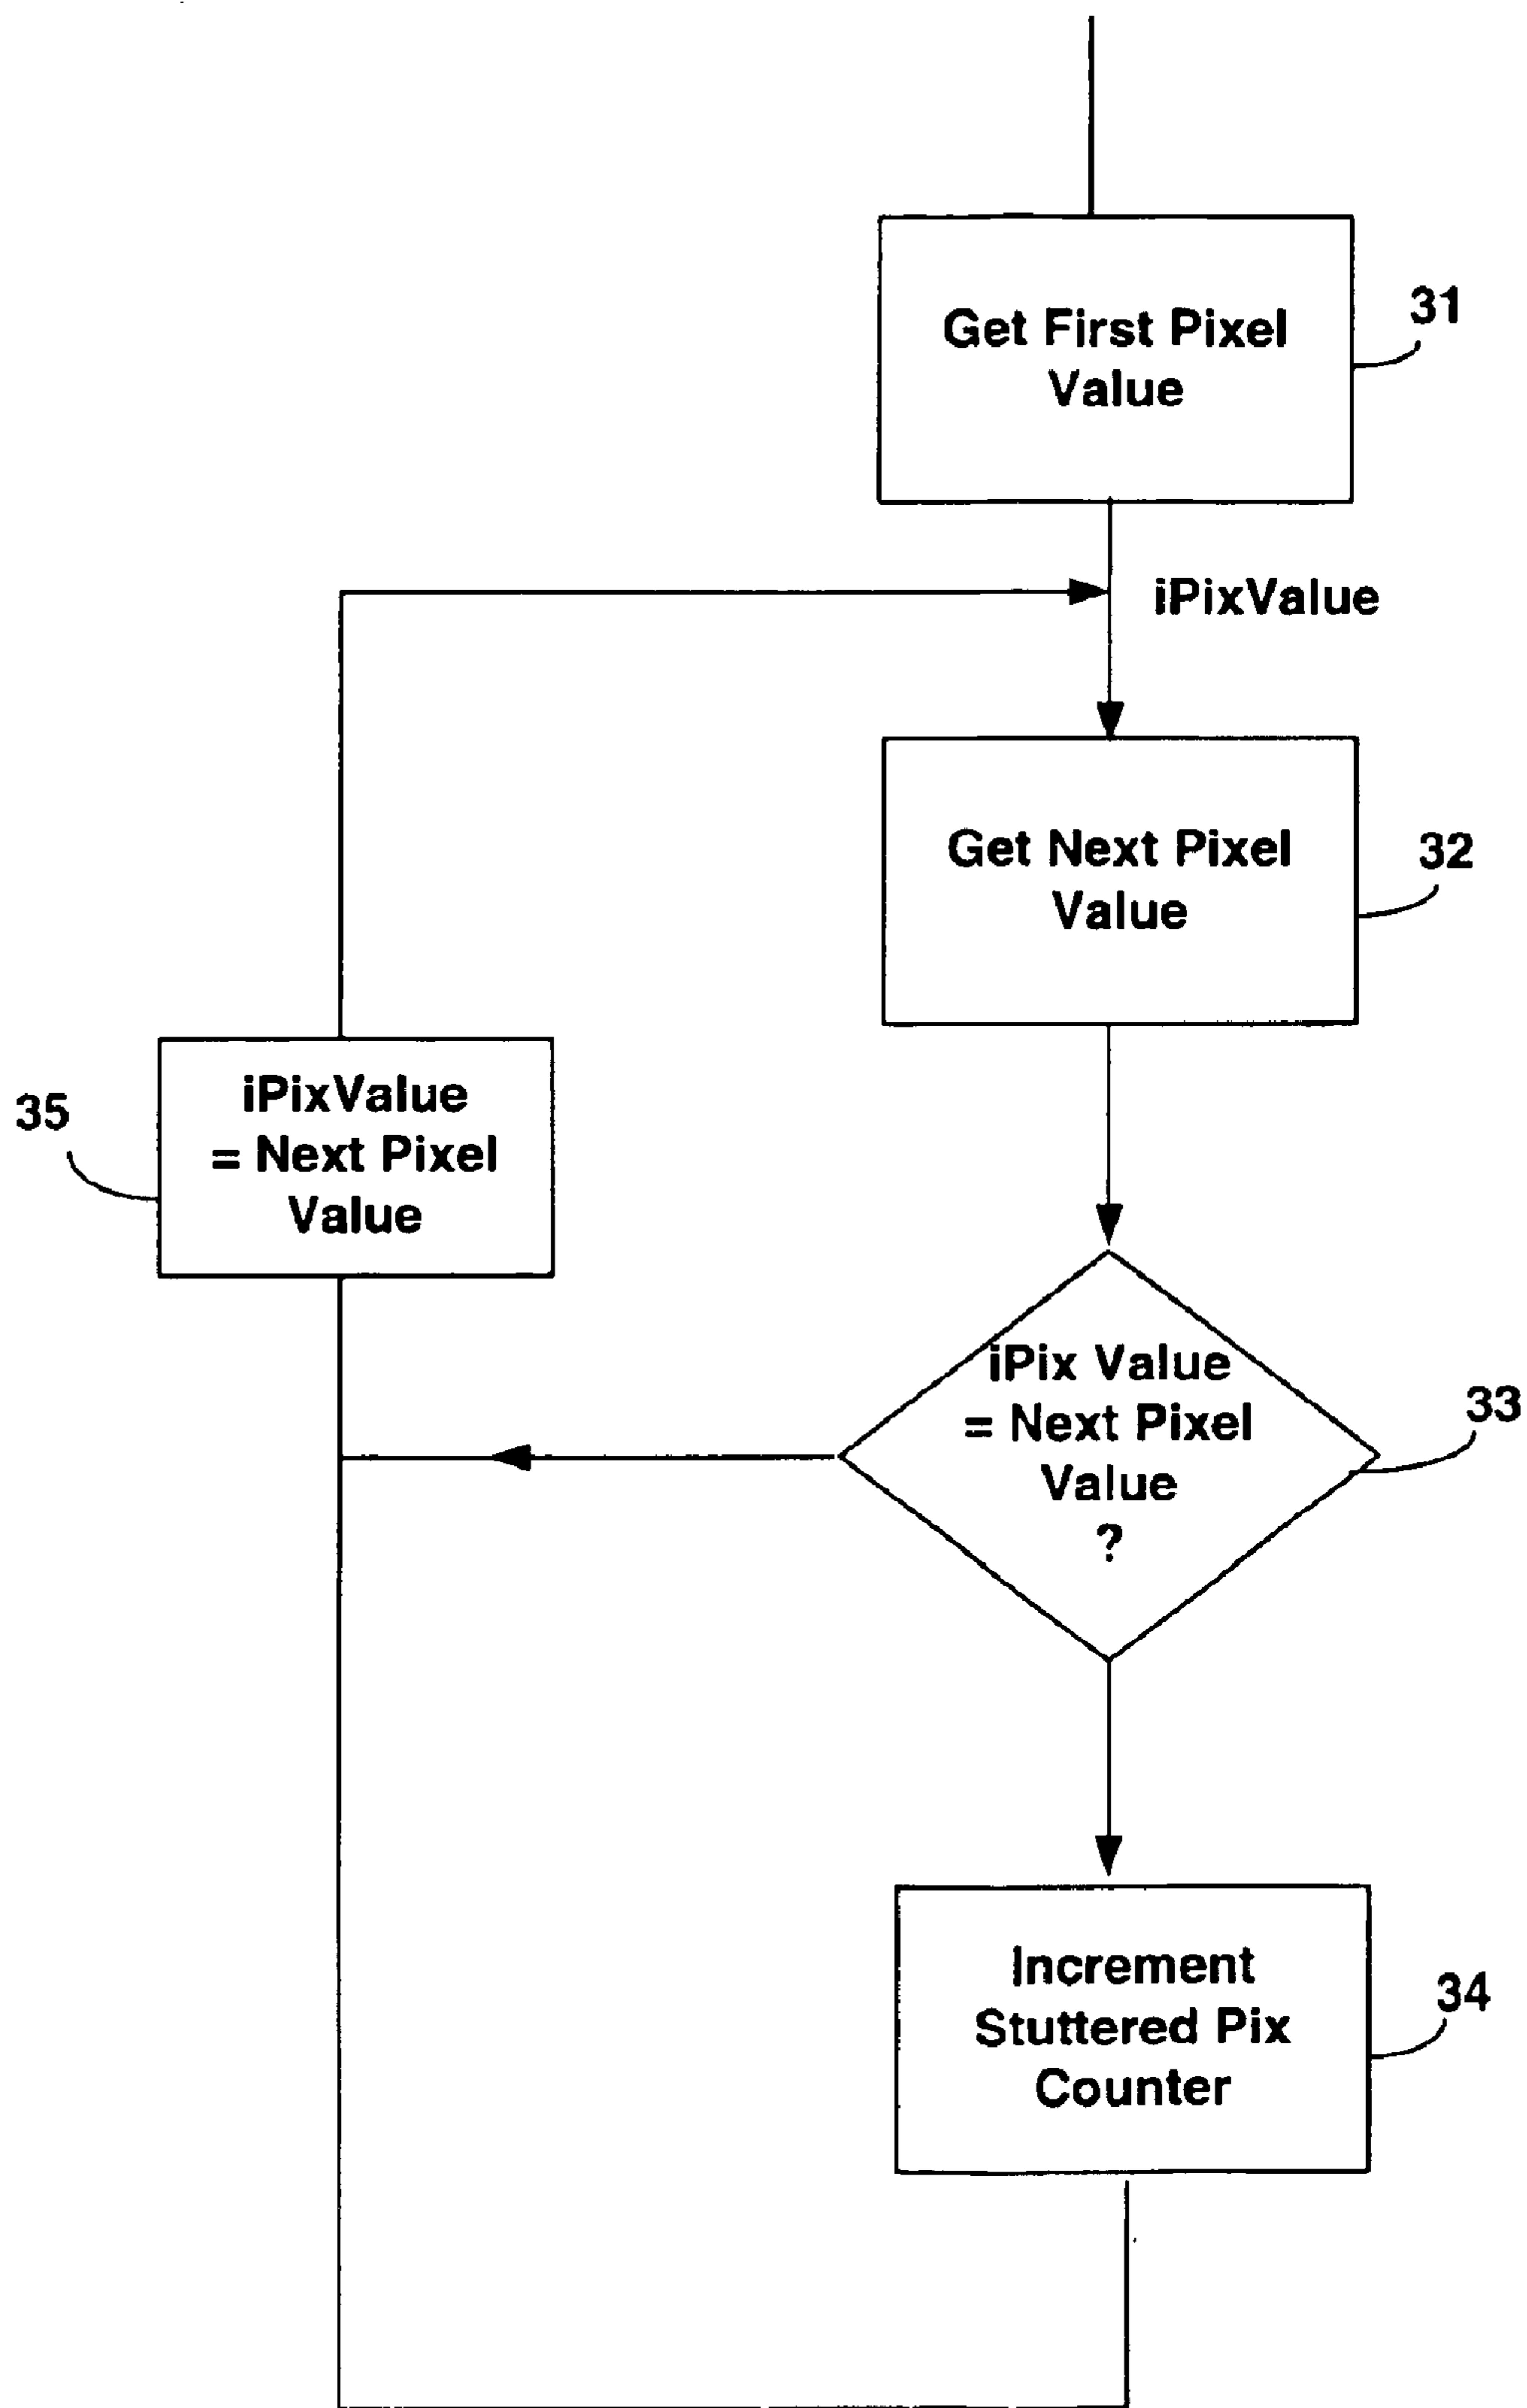 Get First Pixel
Value
31
iPixValue
Get Next Pixel
Value
32
iPixValue
= Next Pixel
Value
35
iPix Value
= Next Pixel
Value
?
33
Increment
Stuttered Pix
Counter
34